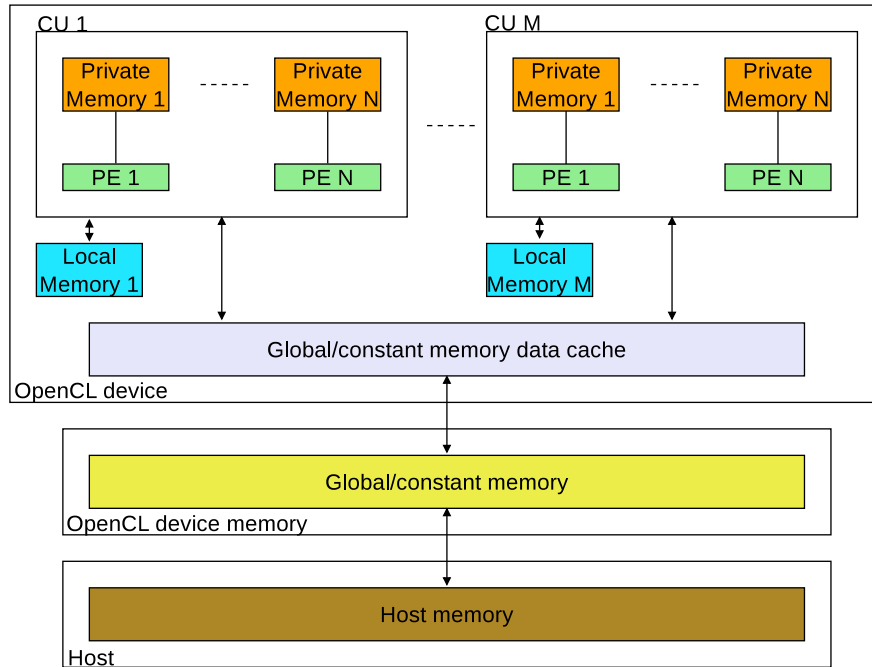 CU 1
CU M
Private
Memory 1
Private
Memory N
Private
Memory 1
Private
Memory N
PE 1
PE N
PE 1
PE N
Local
Memory 1
Local
Memory M
Global/constant memory data cache
OpenCL device
Global/constant memory
OpenCL device memory
Host memory
Host